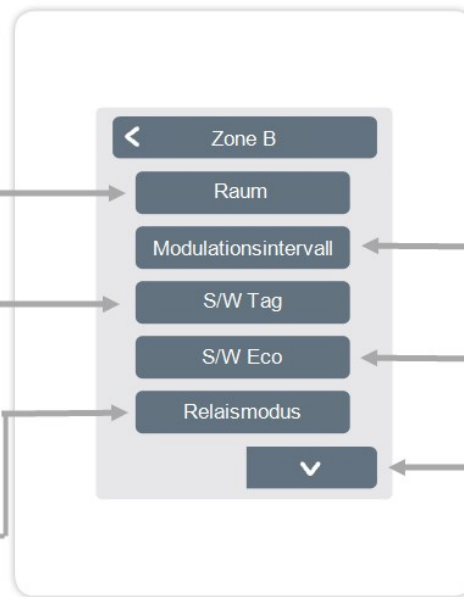 Zone B
Raum
Modulationsintervall
S/W Tag
S/W Eco
Relaismodus